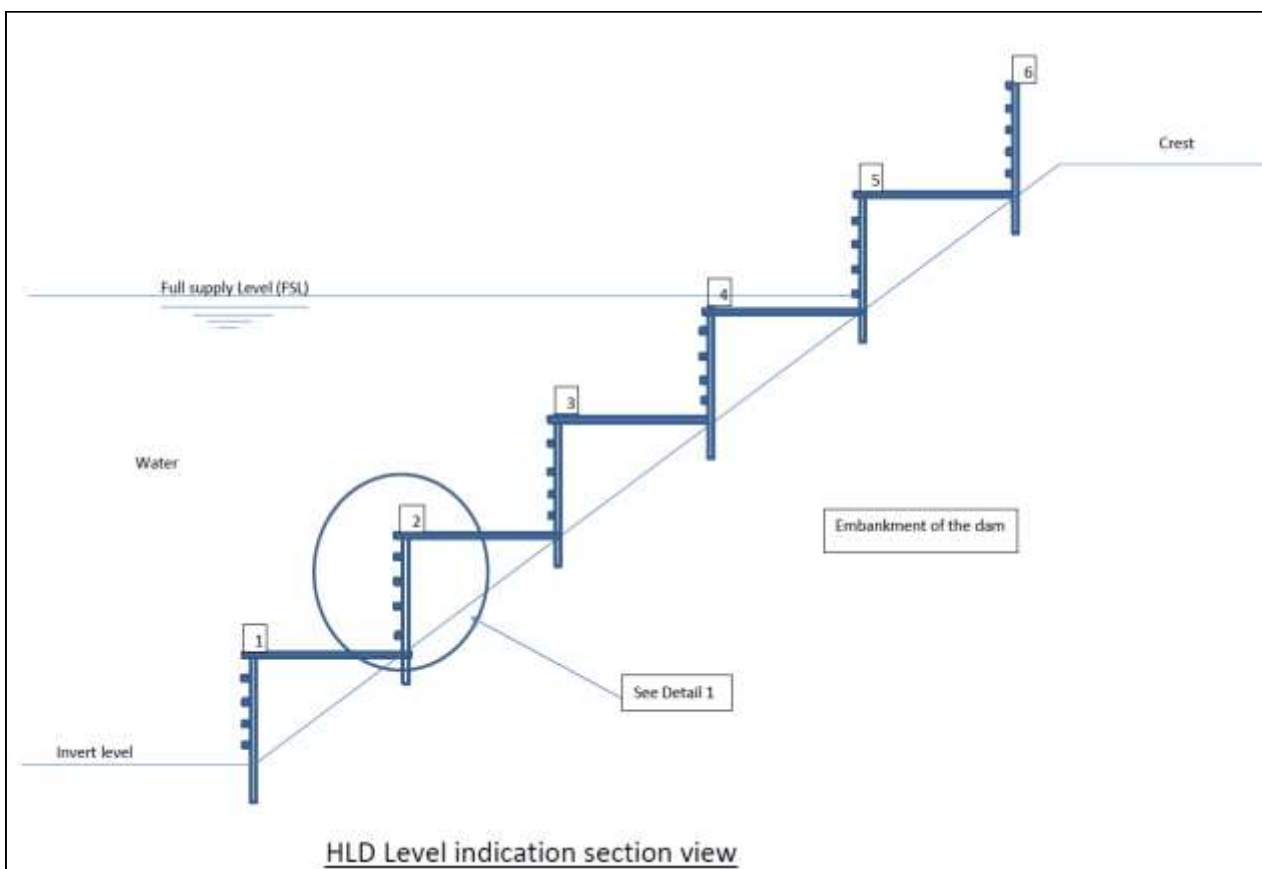 6
Crest
5
Full supply Level (FSL)
4
3
Water
2
Embankment of the dam
1
See Detail 1
Invert level
HLD Level indication section view